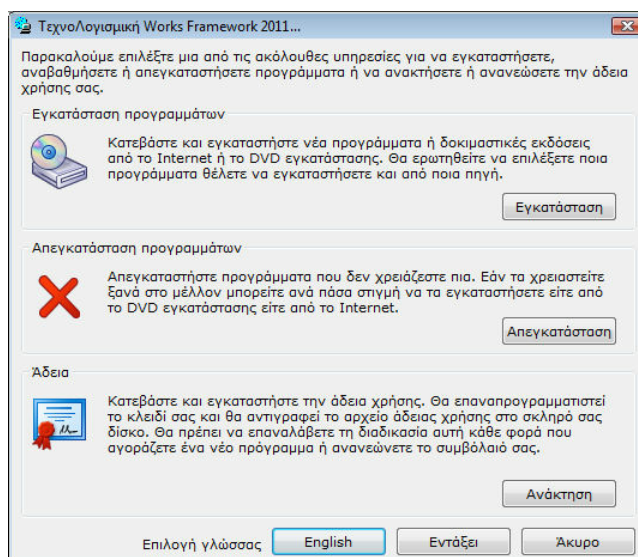 ΤεχνοΛογισμική Works Framework 2011...
Παρακαλούμε επιλέξτε μια από τις ακόλουθες υπηρεσίες για να εγκαταστήσετε,
αναβαθμήσετε ή απεγκαταστήσετε προγράμματα ή να ανακτήσετε ή ανανεώσετε την άδεια
χρήσης σας.
Εγκατάσταση προγραμμάτων
Κατεβάστε και εγκαταστήστε νέα προγράμματα ή δοκιμαστικές εκδόσεις
από το Internet ή το DVD εγκατάστασης. Θα ερωτηθείτε να επιλέξετε ποια
προγράμματα θέλετε να εγκαταστήσετε και από ποια πηγή.
Εγκατάσταση
Απεγκατάσταση προγραμμάτων
Απεγκαταστήστε προγράμματα που δεν χρειάζεστε πια. Εάν τα χρειαστείτε
ξανά στο μέλλον μπορείτε ανά πάσα στιγμή να τα εγκαταστήσετε είτε από
το DVD εγκατάστασης είτε από το Internet.
Απεγκατάσταση
Άδεια
Κατεβάστε και εγκαταστήστε την άδεια χρήσης. Θα επαναπρογραμματιστεί
το κλειδί σας και θα αντιγραφεί το αρχείο άδειας χρήσης στο σκληρό σας
δίσκο. Θα πρέπει να επαναλάβετε τη διαδικασία αυτή κάθε φορά που
αγοράζετε ένα νέο πρόγραμμα ή ανανεώνετε το συμβόλαιό σας.
Ανάκτηση
Επιλογή γλώσσας English Εντάξει Άκυρο